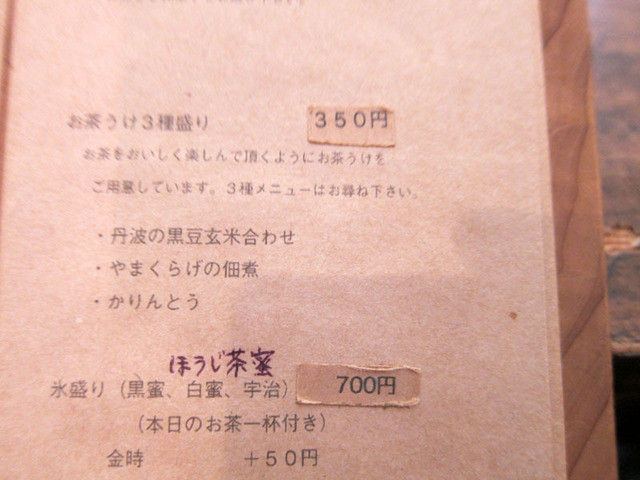 お茶うけ３種盛り ３５０円
お茶をおいしく楽しんで頂くようにお茶うけを
ご用意しています。３種メニューはお尋ね下さい。
・丹波の黒豆玄米合わせ
・やまくらげの佃煮
・かりんとう
ほうじ茶蜜
氷盛り（黒蜜、白蜜、宇治） 700円
（本日のお茶一杯付き）
金時 ＋５０円